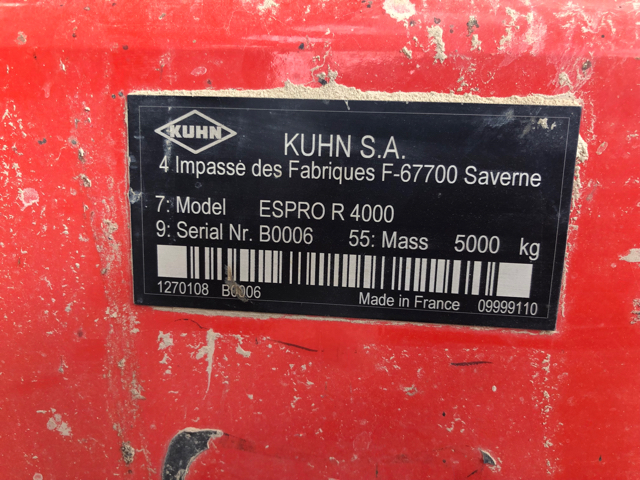 KUHN
KUHN S.A.
4 Impasse des Fabriques F-67700 Saverne
7: Model ESPRO R 4000
9: Serial Nr. B0006 55: Mass 5000 kg
1270108 B0006 Made in France 09999110